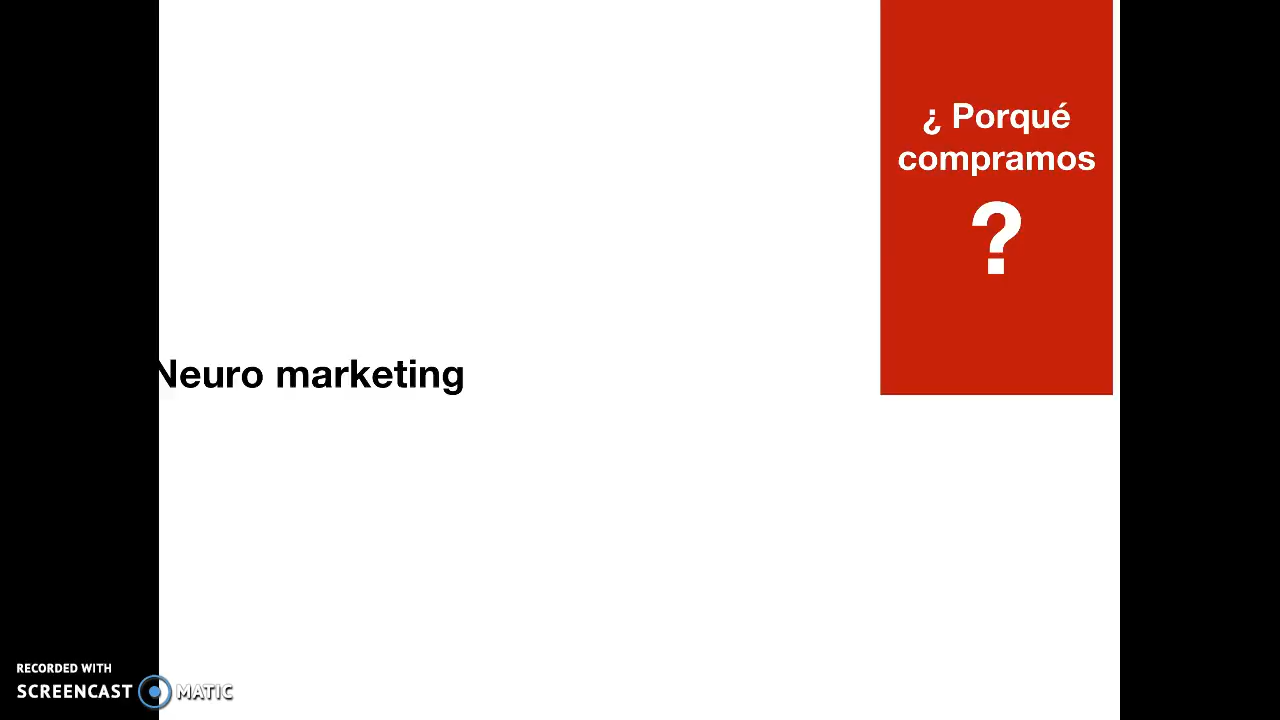 ¿ Porqué
compramos
?
Neuro marketing
RECORDED WITH
SCREENCAST MATIC